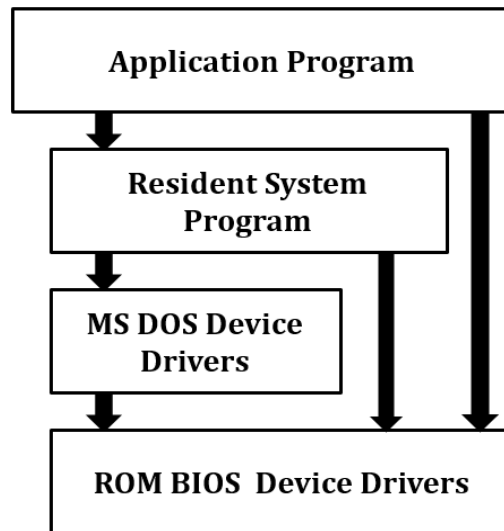 Application Program
Resident System
Program
MS DOS Device
Drivers
ROM BIOS Device Drivers